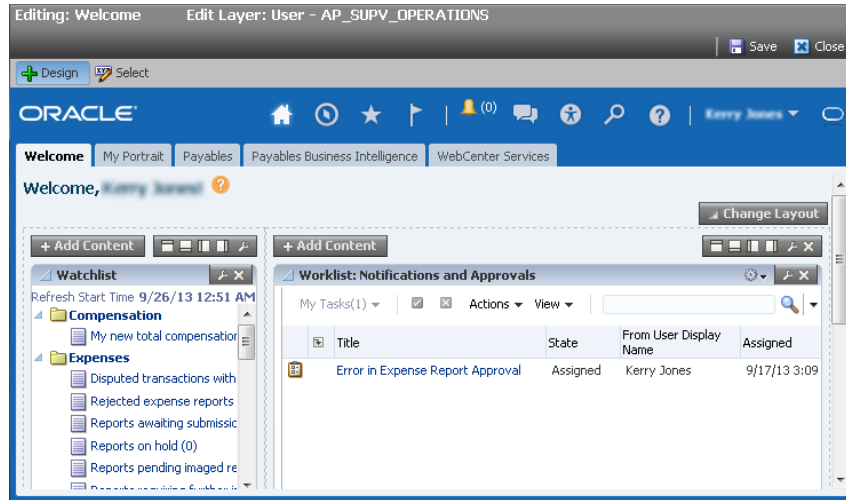 Editing: Welcome Edit Layer: User - AP_SUPV_OPERATIONS
Save Close
Design Select
ORACLE (0)
Welcome My Portrait Payables Payables Business Intelligence WebCenter Services
Welcome,
Change Layout
+ Add Content + Add Content
Watchlist Worklist: Notifications and Approvals
Refresh Start Time 9/26/13 12:51 AM My Tasks(1) Actions View
Compensation
My new total compensation
Title State From User Display Name Assigned
Expenses
Error in Expense Report Approval Assigned Kerry Jones 9/17/13 3:09
Disputed transactions with
Rejected expense reports
Reports awaiting submissic
Reports on hold (0)
Reports pending imaged re